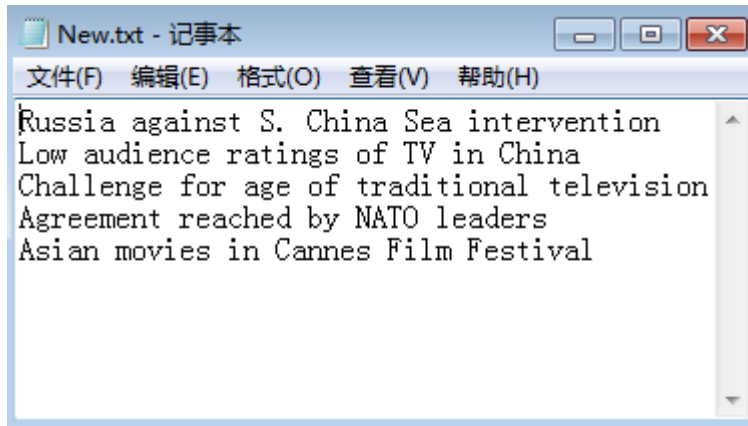 New.txt - 记事本
文件(F) 编辑(E) 格式(O) 查看(V) 帮助(H)
Russia against S. China Sea intervention
Low audience ratings of TV in China
Challenge for age of traditional television
Agreement reached by NATO leaders
Asian movies in Cannes Film Festival